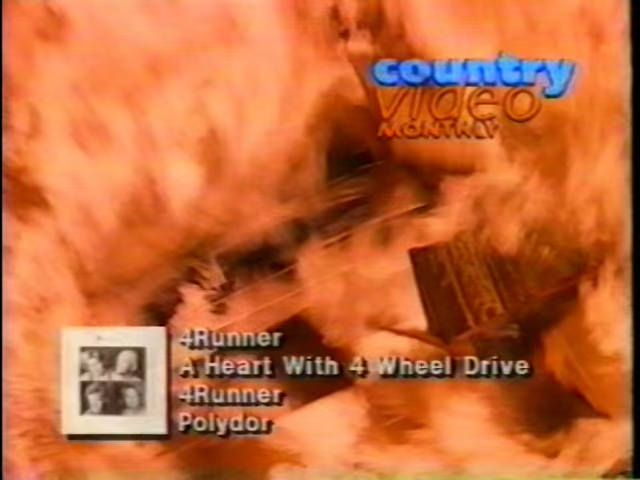 country
video
MONTHLY
4Runner
A Heart With 4 Wheel Drive
4Runner
Polydor